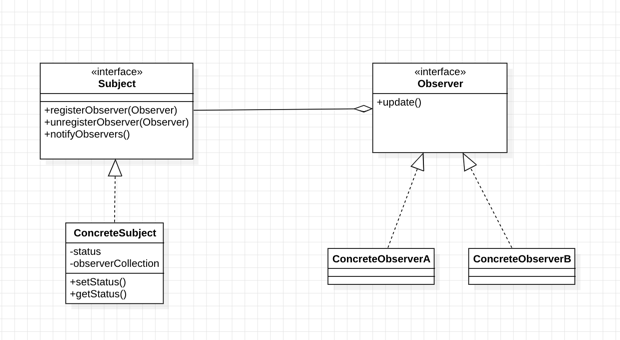 «interface»
Subject
+registerObserver(Observer)
+unregisterObserver(Observer)
+notifyObservers()
«interface»
Observer
+update()
ConcreteSubject
-status
-observerCollection
+setStatus()
+getStatus()
ConcreteObserverA
ConcreteObserverB